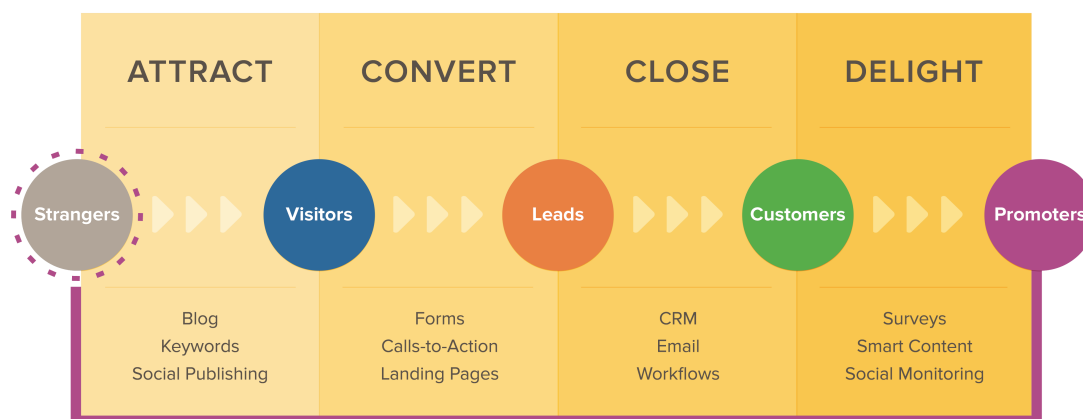 ATTRACT
CONVERT
CLOSE
DELIGHT
Strangers
Visitors
Leads
Customers
Promoters
Blog
Keywords
Social Publishing
Forms
Calls-to-Action
Landing Pages
CRM
Email
Workflows
Surveys
Smart Content
Social Monitoring